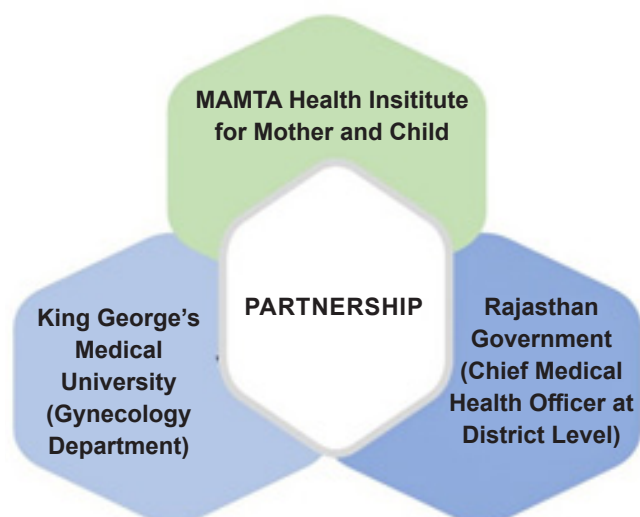 MAMTA Health Insititute
for Mother and Child
PARTNERSHIP
King George’s
Medical
University
(Gynecology
Department)
Rajasthan
Government
(Chief Medical
Health Officer at
District Level)